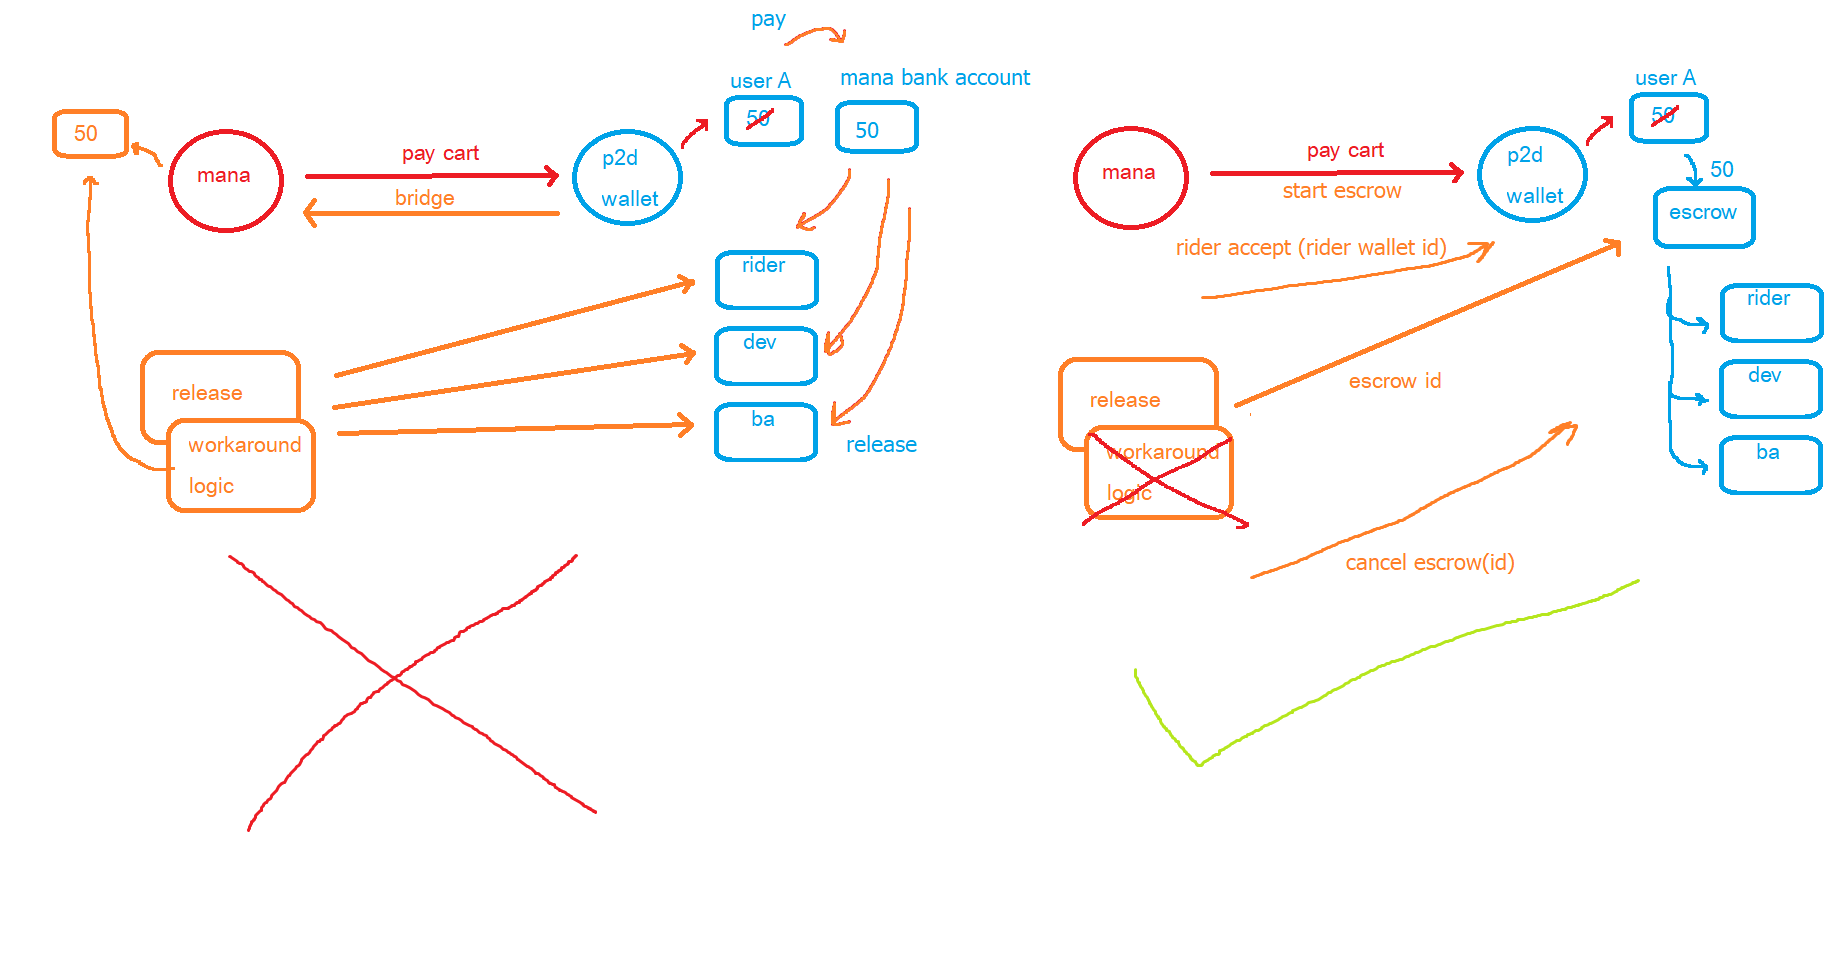 pay
user A
mana bank account
50
50
50
mana
pay cart
bridge
p2d
wallet
rider
dev
ba
release
release
workaround
logic
user A
50
mana
pay cart
start escrow
p2d
wallet
50
escrow
rider accept (rider wallet id)
rider
dev
ba
escrow id
release
workaround
logic
cancel escrow(id)